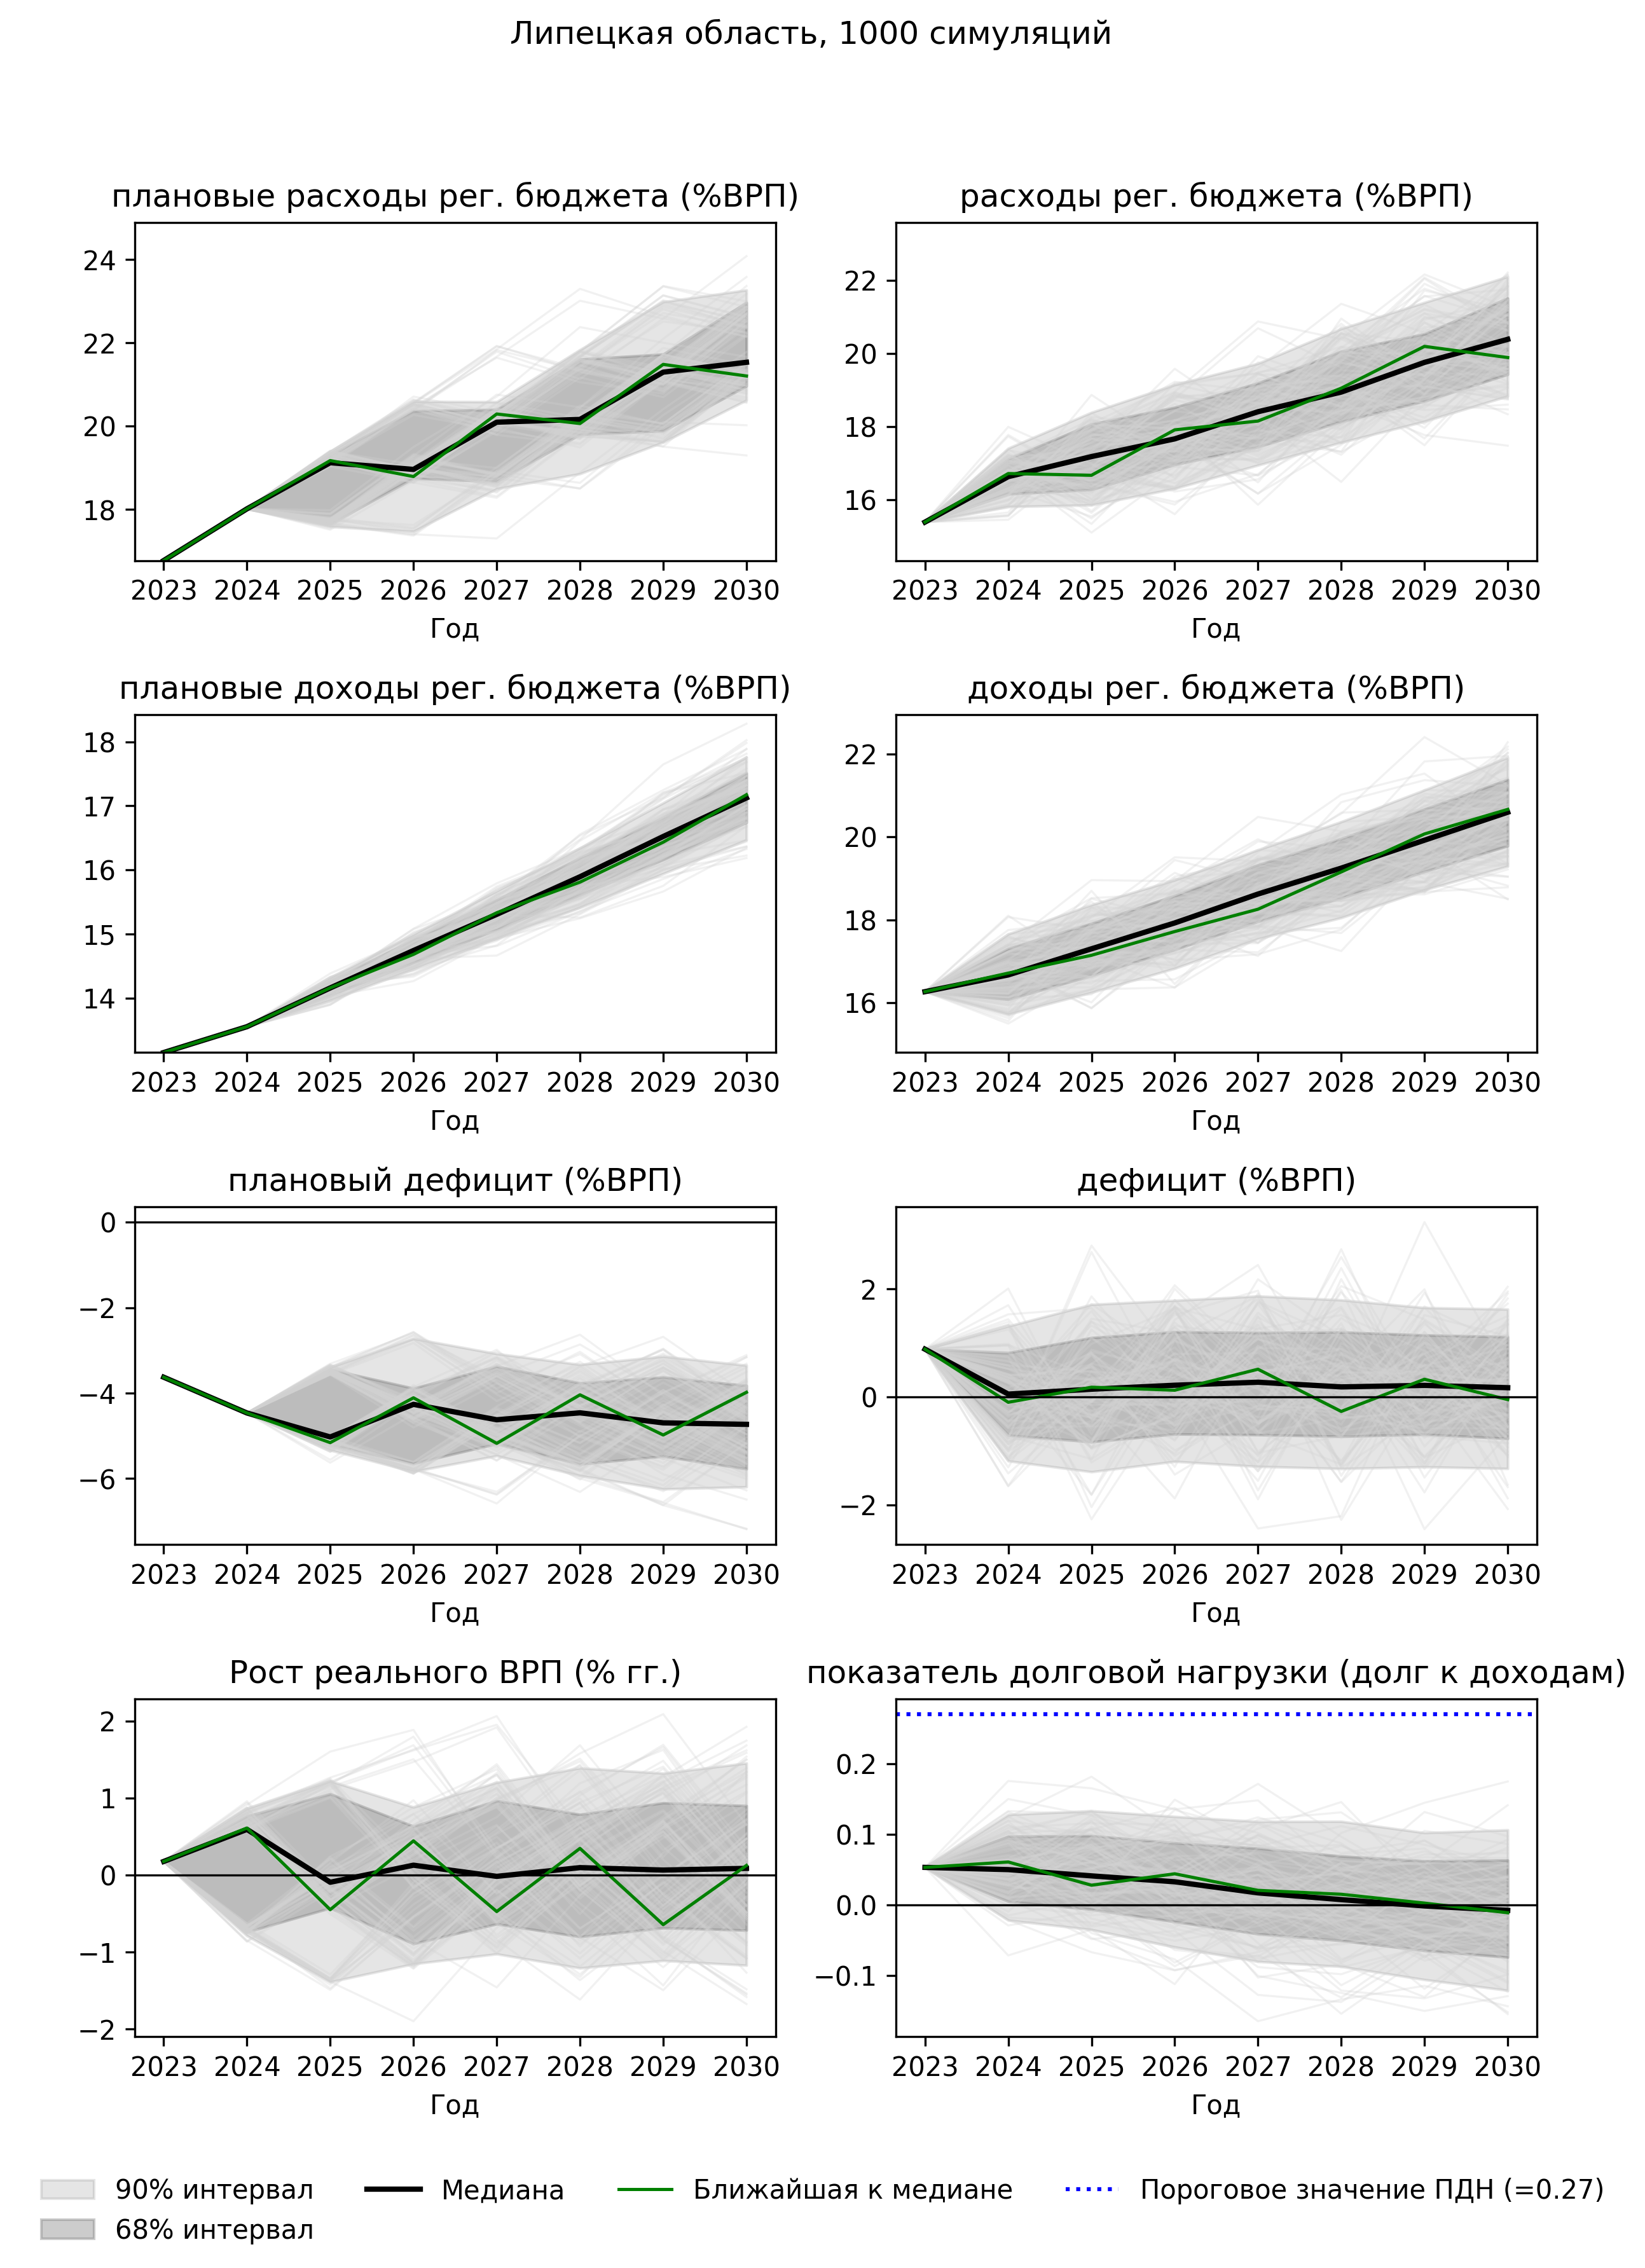 Липецкая область, 1000 симуляций
плановые расходы рег. бюджета (%ВРП)
24
22
20
18
2023 2024 2025 2026 2027 2028 2029 2030
Год
расходы рег. бюджета (%ВРП)
22
20
18
16
2023 2024 2025 2026 2027 2028 2029 2030
Год
плановые доходы рег. бюджета (%ВРП)
18
17
16
15
14
2023 2024 2025 2026 2027 2028 2029 2030
Год
доходы рег. бюджета (%ВРП)
22
20
18
16
2023 2024 2025 2026 2027 2028 2029 2030
Год
плановый дефицит (%ВРП)
0
−2
−4
−6
2023 2024 2025 2026 2027 2028 2029 2030
Год
дефицит (%ВРП)
2
0
−2
2023 2024 2025 2026 2027 2028 2029 2030
Год
Рост реального ВРП (% гг.)
2
1
0
−1
−2
2023 2024 2025 2026 2027 2028 2029 2030
Год
показатель долговой нагрузки (долг к доходам)
0.2
0.1
0.0
−0.1
2023 2024 2025 2026 2027 2028 2029 2030
Год
90% интервал
68% интервал
Медиана
Ближайшая к медиане
Пороговое значение ПДН (=0.27)